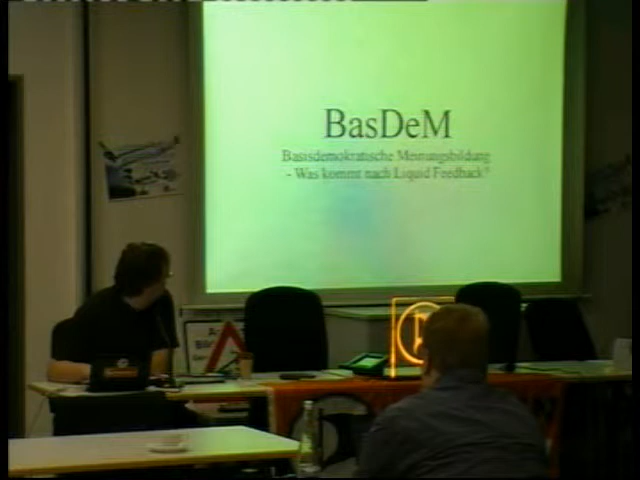 BasDeM
Basisdemokratische Meinungsbildung
- Was kommt nach Liquid Feedback?